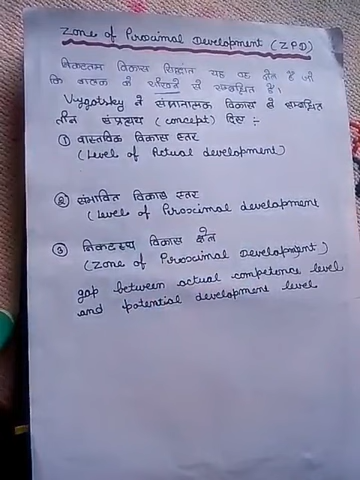 Zone of Proximal Development (ZPD)
निकटतम विकास सिद्धांत यह वह क्षेत्र है जो
कि बालक के सीखने से सम्बन्धित है।
Vygotsky ने संज्ञानात्मक विकास से सम्बन्धित
तीन संप्रत्यय (concept) दिए :-
① वास्तविक विकास स्तर
(Level of Actual development)
② संभावित विकास स्तर
(Level of Proximal development
③ निकटस्थ विकास क्षेत्र
(Zone of Proximal Development)
gap between actual competence level
and potential development level